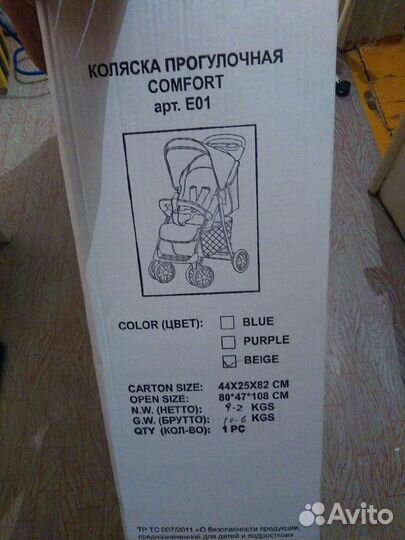 КОЛЯСКА ПРОГУЛОЧНАЯ
COMFORT
арт. E01
COLOR (ЦВЕТ): BLUE
PURPLE
BEIGE
CARTON SIZE: 44X25X82 CM
OPEN SIZE: 80*47*108 CM
N.W. (НЕТТО): 9-2 KGS
G.W. (БРУТТО): 10-6 KGS
QTY (КОЛ-ВО): 1 PC
ТР ТС 007/2011 «О безопасности продукции,
предназначенной для детей и подростков»
Avito